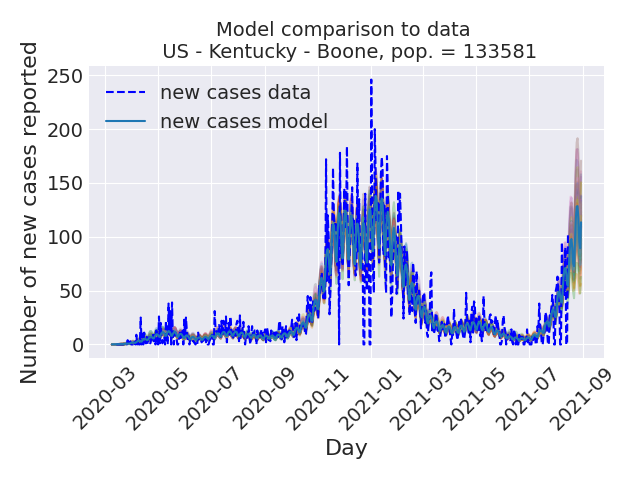 Model comparison to data
US - Kentucky - Boone, pop. = 133581
Number of new cases reported
250
200
150
100
50
0
new cases data
new cases model
2020-03
2020-05
2020-07
2020-09
2020-11
2021-01
2021-03
2021-05
2021-07
2021-09
Day